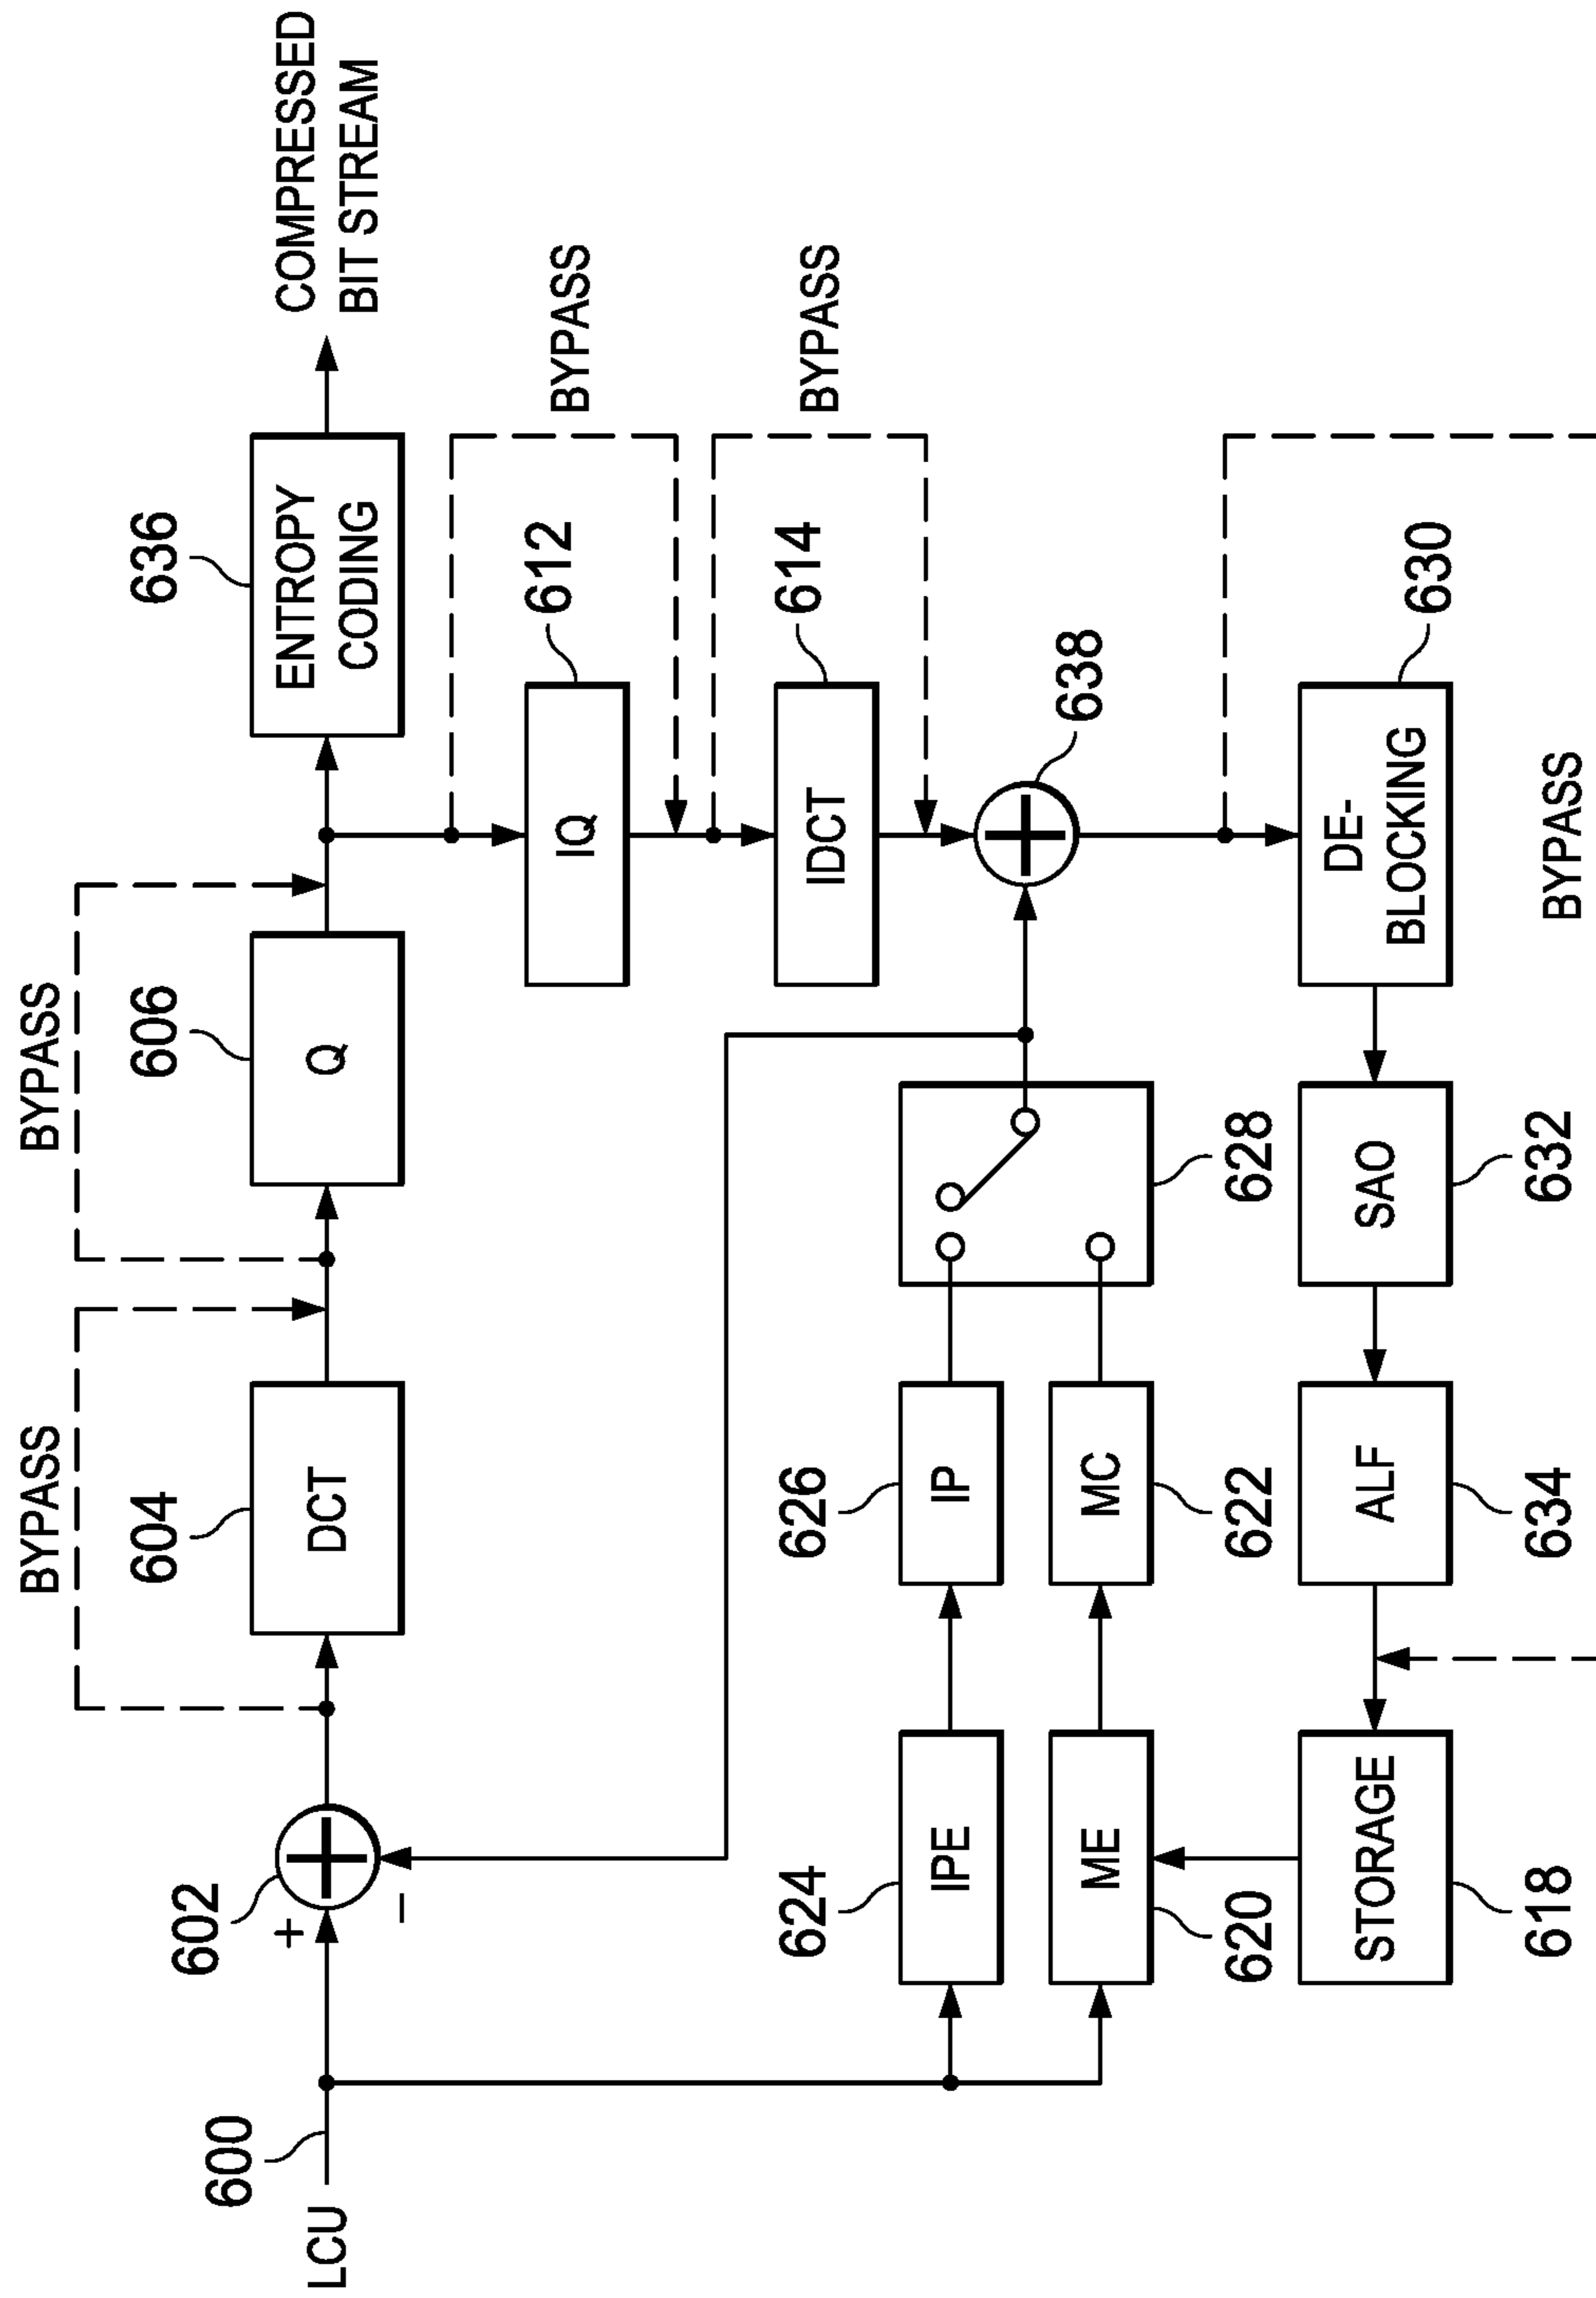 BYPASS
BYPASS
604
606
636
602
600
LCU
+
−
DCT
Q
ENTROPY
CODING
COMPRESSED
BIT STREAM
612
IQ
BYPASS
614
IDCT
BYPASS
624
IPE
626
IP
638
ME
620
MC
622
628
STORAGE
618
ALF
634
SAO
632
DE-
BLOCKING
630
BYPASS